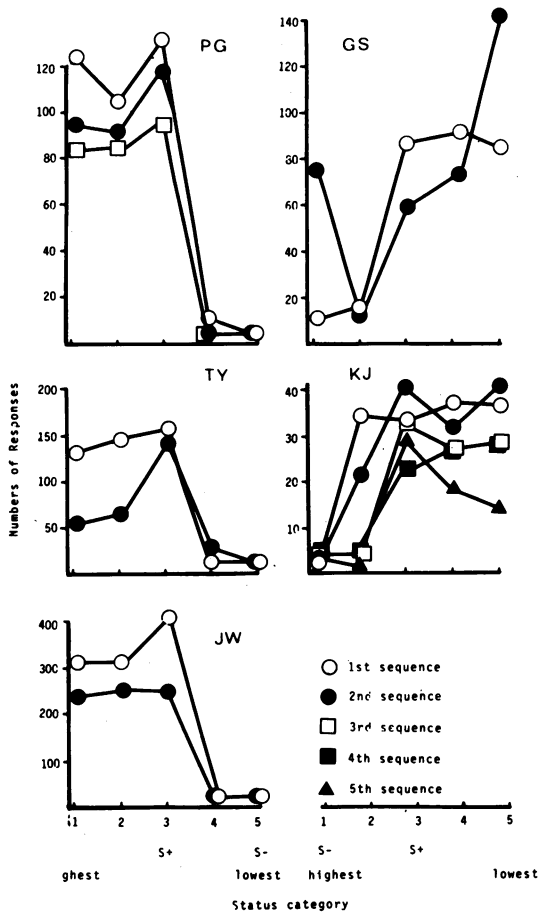 PG
120
100
80
60
40
20
GS
140
100
80
60
20
TY
200
150
100
50
KJ
40
30
20
10
Numbers of Responses
JW
400
300
200
100
1st sequence
2nd sequence
3rd sequence
4th sequence
5th sequence
1 2 3 4 5
S+ S-
ghest lowest
1 2 3 4 5
S- S+
highest lowest
Status category